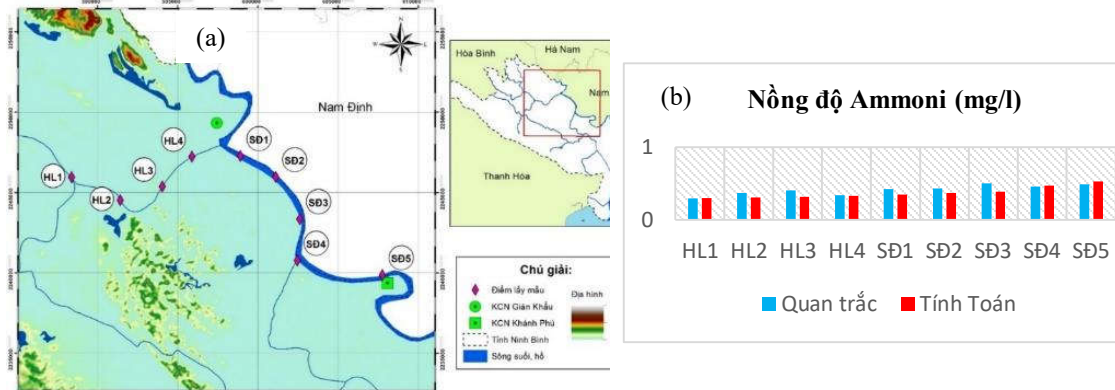 (a)
N
W
E
S
Nam Định
HL4
SĐ1
SĐ2
HL3
HL1
HL2
SĐ3
SĐ4
SĐ5
Hòa Bình
Hà Nam
Nam
Thanh Hóa
Chú giải:
Điểm lấy mẫu
Địa hình
KCN Gián Khẩu
KCN Khánh Phú
Tỉnh Ninh Bình
Sông suối, hồ
(b)
Nồng độ Ammoni (mg/l)
1
0
HL1 HL2 HL3 HL4 SĐ1 SĐ2 SĐ3 SĐ4 SĐ5
Quan trắc Tính Toán